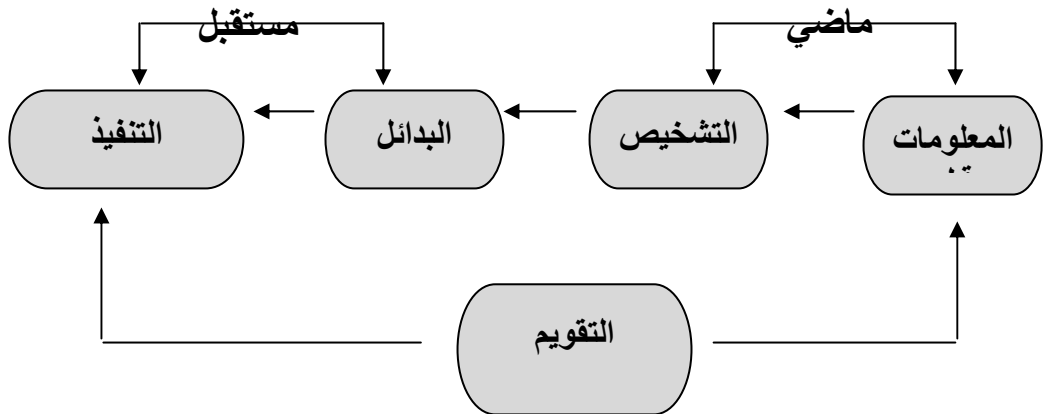 ماضي
مستقبل
المعلومات
التشخيص
البدائل
التنفيذ
التقويم